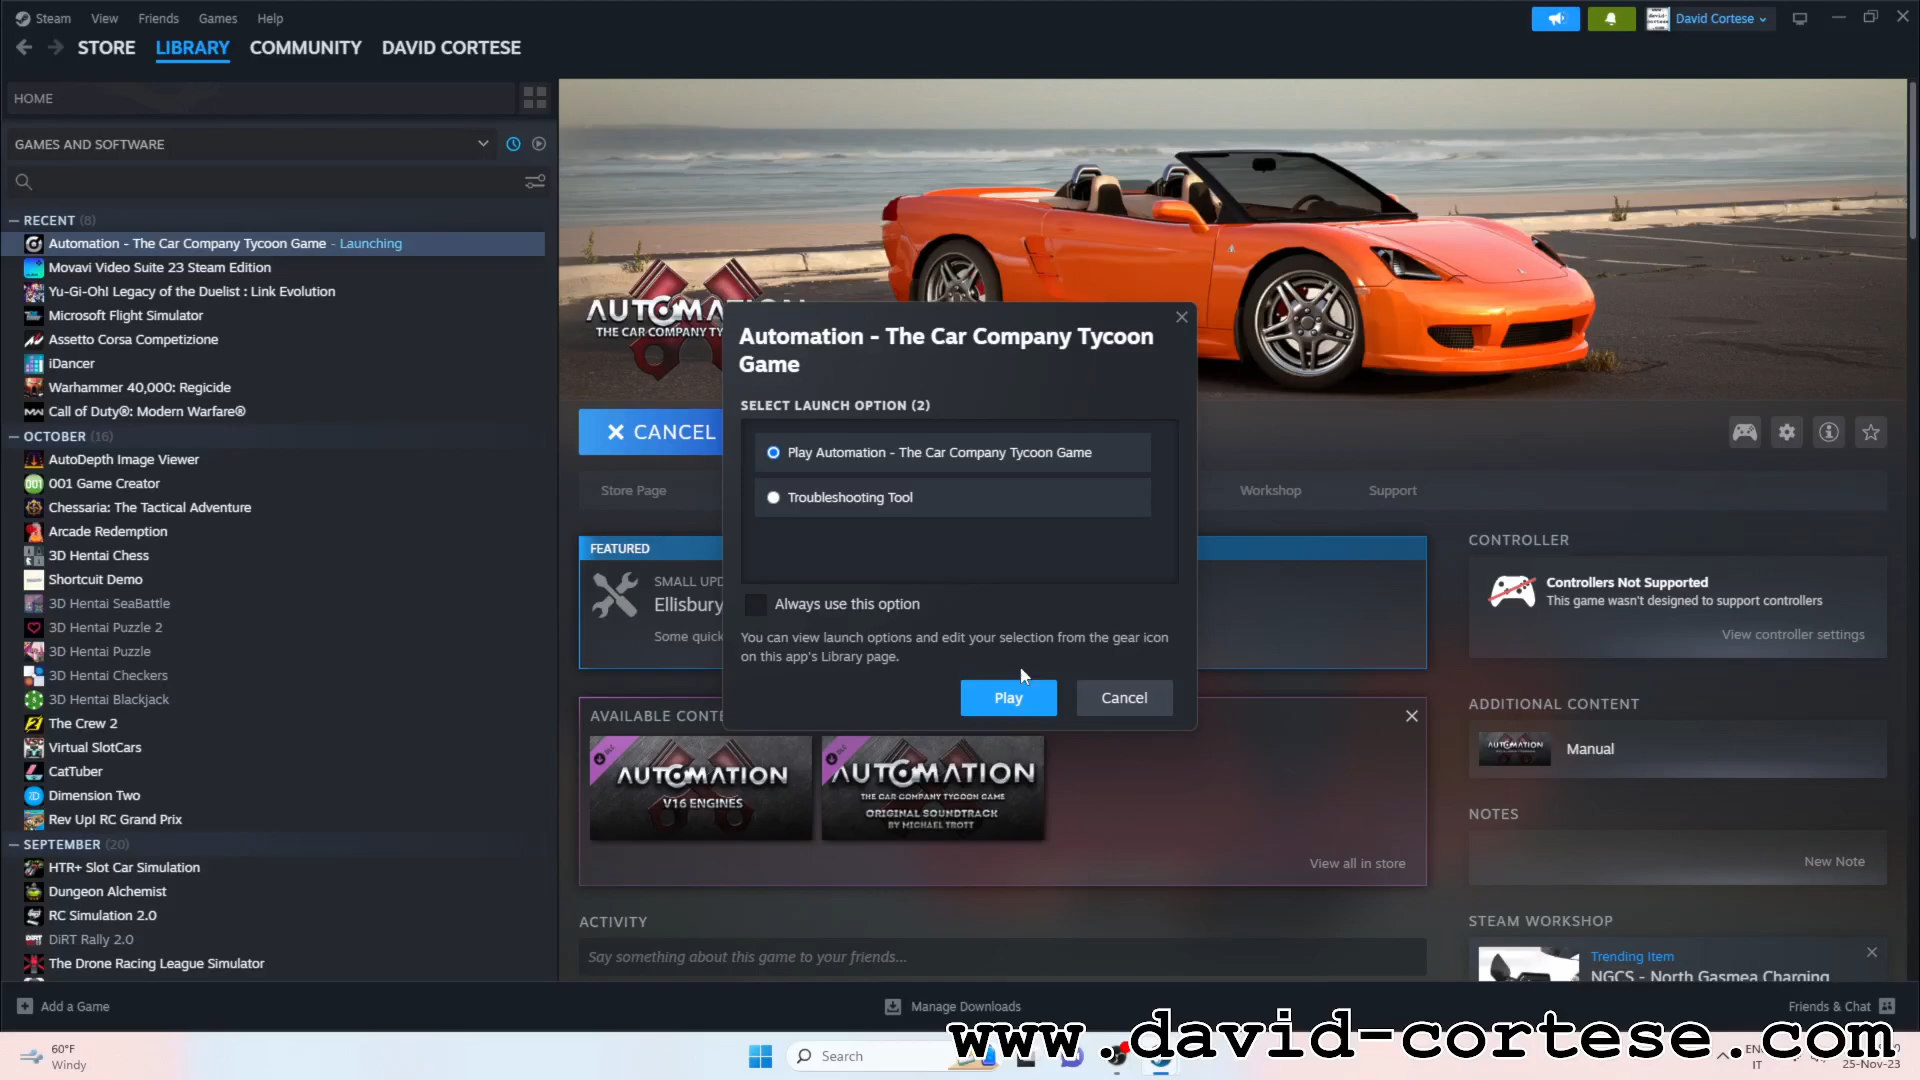 Steam View Friends Games Help
David Cortese
STORE LIBRARY COMMUNITY DAVID CORTESE
HOME
GAMES AND SOFTWARE
RECENT (8)
Automation - The Car Company Tycoon Game - Launching
Movavi Video Suite 23 Steam Edition
Yu-Gi-Oh! Legacy of the Duelist : Link Evolution
Microsoft Flight Simulator
Assetto Corsa Competizione
iDancer
Warhammer 40,000: Regicide
Call of Duty®: Modern Warfare®
OCTOBER (16)
AutoDepth Image Viewer
001 Game Creator
Chessaria: The Tactical Adventure
Arcade Redemption
3D Hentai Chess
Shortcuit Demo
3D Hentai SeaBattle
3D Hentai Puzzle 2
3D Hentai Puzzle
3D Hentai Checkers
3D Hentai Blackjack
The Crew 2
Virtual SlotCars
CatTuber
Dimension Two
Rev Up! RC Grand Prix
SEPTEMBER (20)
HTR+ Slot Car Simulation
Dungeon Alchemist
RC Simulation 2.0
DiRT Rally 2.0
The Drone Racing League Simulator
AUTOMATION
THE CAR COMPANY TY
CANCEL
Store Page
Workshop
Support
FEATURED
SMALL UPD
Ellisbury
Some quick
Automation - The Car Company Tycoon
Game
SELECT LAUNCH OPTION (2)
Play Automation - The Car Company Tycoon Game
Troubleshooting Tool
Always use this option
You can view launch options and edit your selection from the gear icon
on this app's Library page.
Play Cancel
AVAILABLE CONTE
AUTOMATION
V16 ENGINES
AUTOMATION
THE CAR COMPANY TYCOON GAME
ORIGINAL SOUNDTRACK
BY MICHAEL TROTT
View all in store
ACTIVITY
Say something about this game to your friends...
CONTROLLER
Controllers Not Supported
This game wasn't designed to support controllers
View controller settings
ADDITIONAL CONTENT
AUTOMATION
Manual
NOTES
New Note
STEAM WORKSHOP
Trending Item
NGCS - North Gasmea Charging
Add a Game
Manage Downloads
Friends & Chat
www.david-cortese.com
60°F
Windy
Search
IT
25-Nov-23